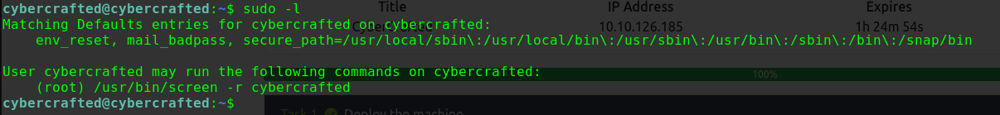 cybercrafted@cybercrafted:~$ sudo -l
Title IP Address Expires
Matching Defaults entries for cybercrafted on cybercrafted:
10.10.126.185 1h 24m 54s
env_reset, mail_badpass, secure_path=/usr/local/sbin\:/usr/local/bin\:/usr/sbin\:/usr/bin\:/sbin\:/bin\:/snap/bin
User cybercrafted may run the following commands on cybercrafted:
100%
(root) /usr/bin/screen -r cybercrafted
cybercrafted@cybercrafted:~$
Task 1 Deploy the machine